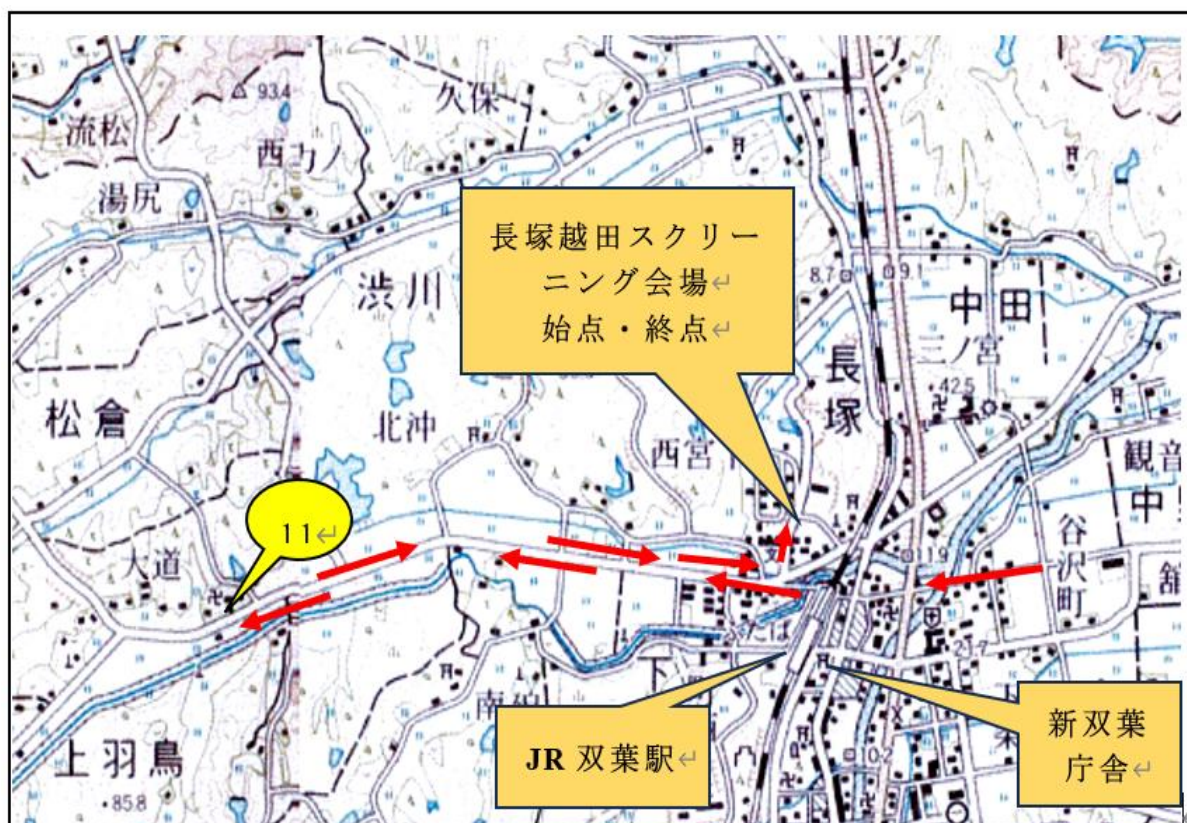 久保
93.4
流松
西カノ
湯尻
長塚越田スクリー
ニング会場
始点・終点
渋川
8.7
9.1
中田
三ノ宮
長塚
42.5
松倉
北沖
西宮下
観音
中
11
大道
11.9
谷沢町
舘
ふたば
21.7
下
南
JR 双葉駅
新双葉
庁舎
上羽鳥
85.8
10.2